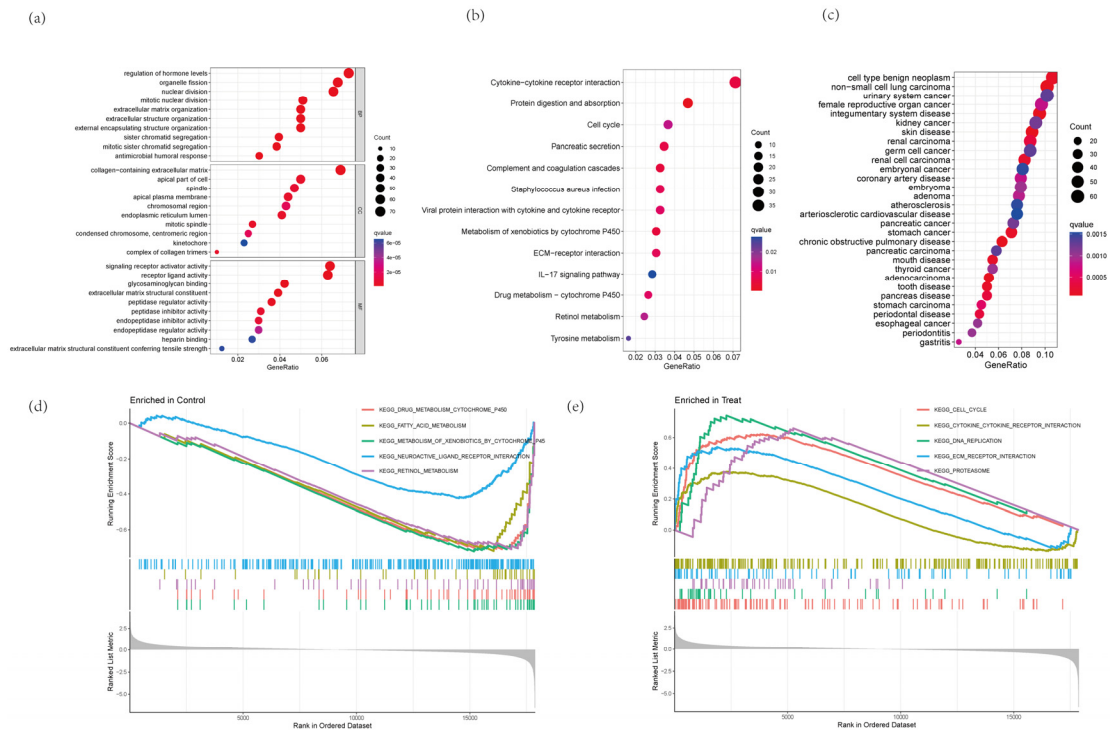 (a)
regulation of hormone levels
organelle fission
nuclear division
mitotic nuclear division
extracellular matrix organization
extracellular structure organization
external encapsulating structure organization
sister chromatid segregation
mitotic sister chromatid segregation
antimicrobial humoral response
BP
collagen-containing extracellular matrix
apical part of cell
spindle
apical plasma membrane
chromosomal region
endoplasmic reticulum lumen
mitotic spindle
condensed chromosome, centromeric region
kinetochore
complex of collagen trimers
CC
signaling receptor activator activity
receptor ligand activity
glycosaminoglycan binding
extracellular matrix structural constituent
peptidase regulator activity
peptidase inhibitor activity
endopeptidase inhibitor activity
endopeptidase regulator activity
heparin binding
extracellular matrix structural constituent conferring tensile strength
MF
0.02 0.04 0.06
GeneRatio
Count
10
20
30
40
50
60
70
qvalue
6e-05
4e-05
2e-05
(b)
Cytokine-cytokine receptor interaction
Protein digestion and absorption
Cell cycle
Pancreatic secretion
Complement and coagulation cascades
Staphylococcus aureus infection
Viral protein interaction with cytokine and cytokine receptor
Metabolism of xenobiotics by cytochrome P450
ECM-receptor interaction
IL-17 signaling pathway
Drug metabolism - cytochrome P450
Retinol metabolism
Tyrosine metabolism
0.02 0.03 0.04 0.05 0.06 0.07
GeneRatio
Count
10
15
20
25
30
35
qvalue
0.02
0.01
(c)
cell type benign neoplasm
non-small cell lung carcinoma
urinary system cancer
female reproductive organ cancer
integumentary system disease
kidney cancer
skin disease
renal carcinoma
germ cell cancer
renal cell carcinoma
embryonal cancer
coronary artery disease
embryoma
adenoma
atherosclerosis
arteriosclerotic cardiovascular disease
pancreatic cancer
stomach cancer
chronic obstructive pulmonary disease
pancreatic carcinoma
mouth disease
thyroid cancer
adenocarcinoma
tooth disease
pancreas disease
stomach carcinoma
periodontal disease
esophageal cancer
periodontitis
gastritis
0.04 0.06 0.08 0.10
GeneRatio
Count
20
30
40
50
60
qvalue
0.0015
0.0010
0.0005
(d)
Enriched in Control
KEGG_DRUG_METABOLISM_CYTOCHROME_P450
KEGG_FATTY_ACID_METABOLISM
KEGG_METABOLISM_OF_XENOBIOTICS_BY_CYTOCHROME_P45
KEGG_NEUROACTIVE_LIGAND_RECEPTOR_INTERACTION
KEGG_RETINOL_METABOLISM
Running Enrichment Score
0.0
-0.2
-0.4
-0.6
Ranked List Metric
2.5
0.0
-2.5
-5.0
5000 10000 15000
Rank in Ordered Dataset
(e)
Enriched in Treat
KEGG_CELL_CYCLE
KEGG_CYTOKINE_CYTOKINE_RECEPTOR_INTERACTION
KEGG_DNA_REPLICATION
KEGG_ECM_RECEPTOR_INTERACTION
KEGG_PROTEASOME
Running Enrichment Score
0.6
0.4
0.2
0.0
Ranked List Metric
2.5
0.0
-2.5
-5.0
5000 10000 15000
Rank in Ordered Dataset